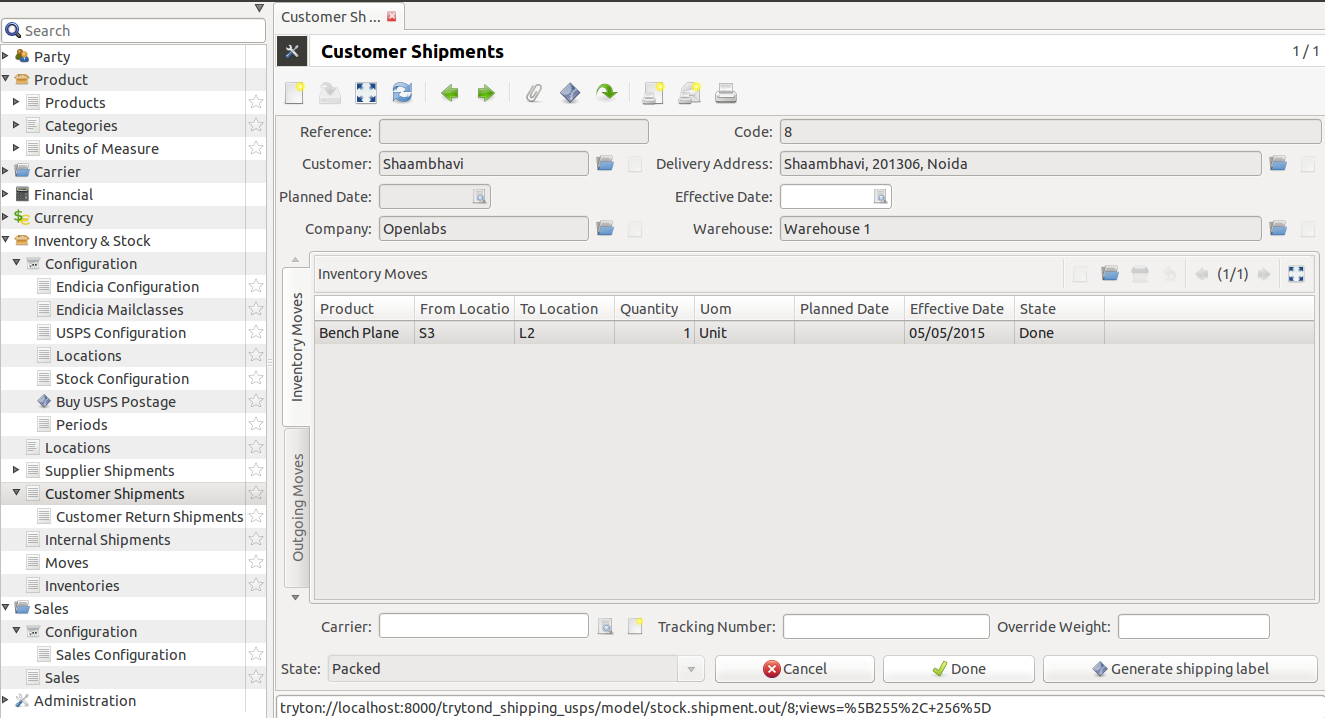 Customer Sh ...
Search
Customer Shipments
1 / 1
Party
Product
Products
Categories
Units of Measure
Carrier
Financial
Currency
Inventory & Stock
Configuration
Endicia Configuration
Endicia Mailclasses
USPS Configuration
Locations
Stock Configuration
Buy USPS Postage
Periods
Locations
Supplier Shipments
Customer Shipments
Customer Return Shipments
Internal Shipments
Moves
Inventories
Sales
Configuration
Sales Configuration
Sales
Administration
Reference:
Code: 8
Customer: Shaambhavi
Delivery Address: Shaambhavi, 201306, Noida
Planned Date:
Effective Date:
Company: Openlabs
Warehouse: Warehouse 1
Inventory Moves
Outgoing Moves
Inventory Moves
(1/1)
Product From Locatio To Location Quantity Uom Planned Date Effective Date State
Bench Plane S3 L2 1 Unit 05/05/2015 Done
Carrier:
Tracking Number:
Override Weight:
State: Packed
Cancel
Done
Generate shipping label
tryton://localhost:8000/trytond_shipping_usps/model/stock.shipment.out/8;views=%5B255%2C+256%5D